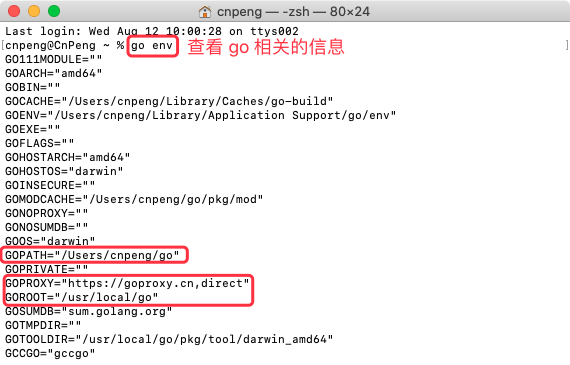 cnpeng — -zsh — 80×24
Last login: Wed Aug 12 10:00:28 on ttys002
[cnpeng@CnPeng ~ % go env 查看 go 相关的信息 ]
GO111MODULE=""
GOARCH="amd64"
GOBIN=""
GOCACHE="/Users/cnpeng/Library/Caches/go-build"
GOENV="/Users/cnpeng/Library/Application Support/go/env"
GOEXE=""
GOFLAGS=""
GOHOSTARCH="amd64"
GOHOSTOS="darwin"
GOINSECURE=""
GOMODCACHE="/Users/cnpeng/go/pkg/mod"
GONOPROXY=""
GONOSUMDB=""
GOOS="darwin"
GOPATH="/Users/cnpeng/go"
GOPRIVATE=""
GOPROXY="https://goproxy.cn,direct"
GOROOT="/usr/local/go"
GOSUMDB="sum.golang.org"
GOTMPDIR=""
GOTOOLDIR="/usr/local/go/pkg/tool/darwin_amd64"
GCCGO="gccgo"